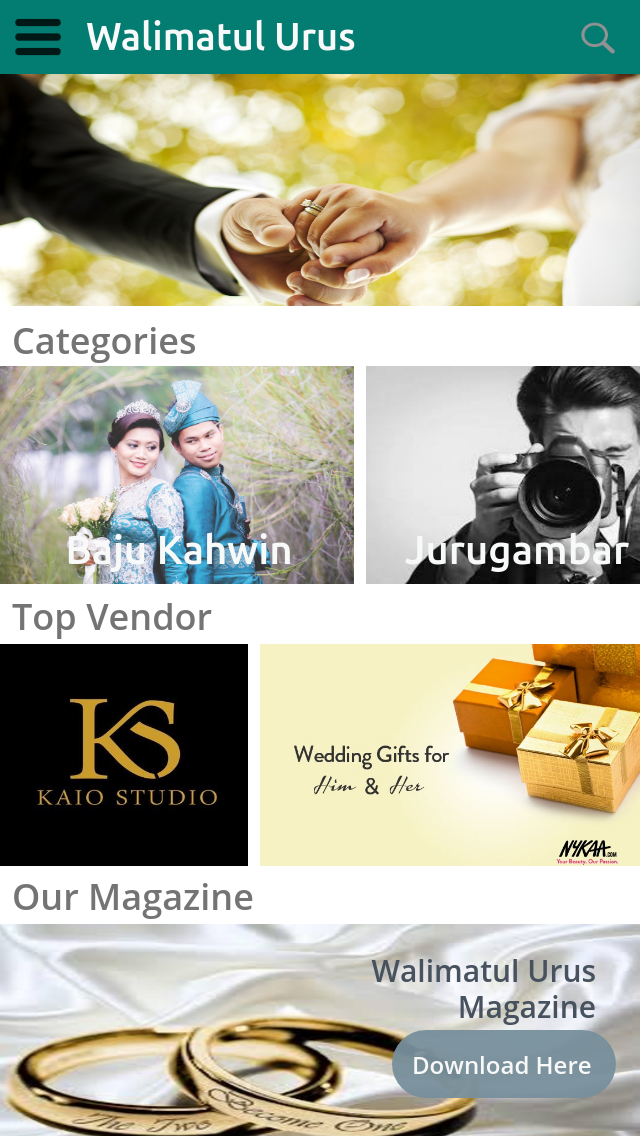 Walimatul Urus
Categories
Baju Kahwin
Jurugambar
Top Vendor
KS
KAIO STUDIO
Wedding Gifts for
Him & Her
NYKAA.COM
Your Beauty. Our Passion.
Our Magazine
Walimatul Urus
Magazine
Download Here
The Two
Become One